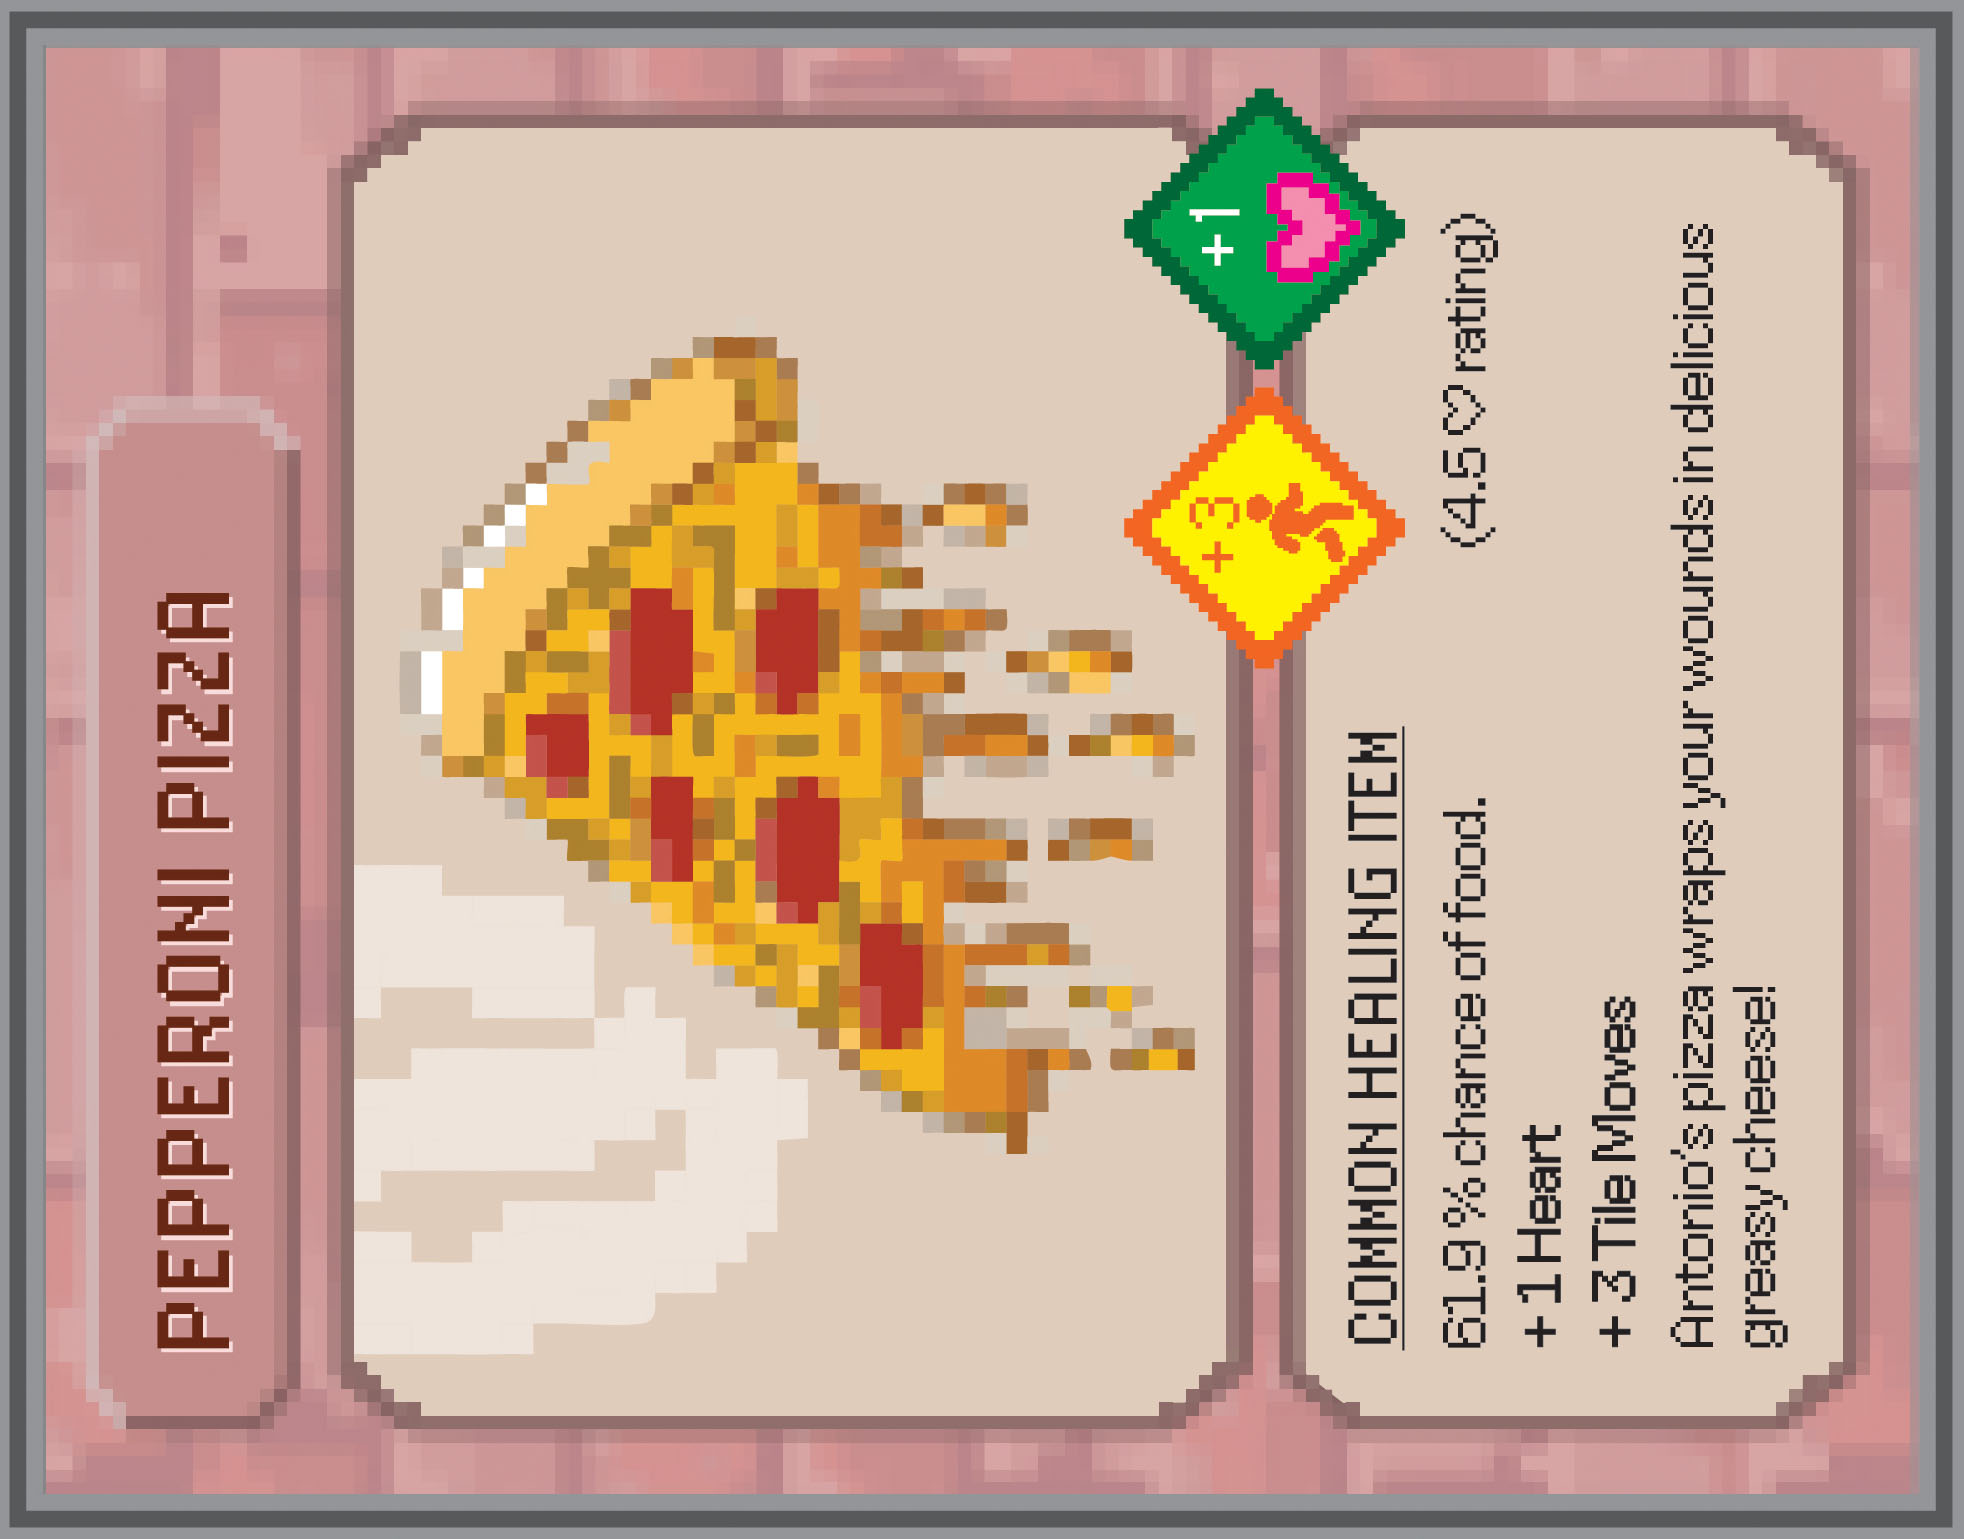 PEPPERONI PIZZA
+3
+1
COMMON HEALING ITEM
61.9 % chance of food. (4.5 ♡ rating)
+ 1 Heart
+ 3 Tile Moves
Antonio's pizza wraps your wounds in delicious
greasy cheese!